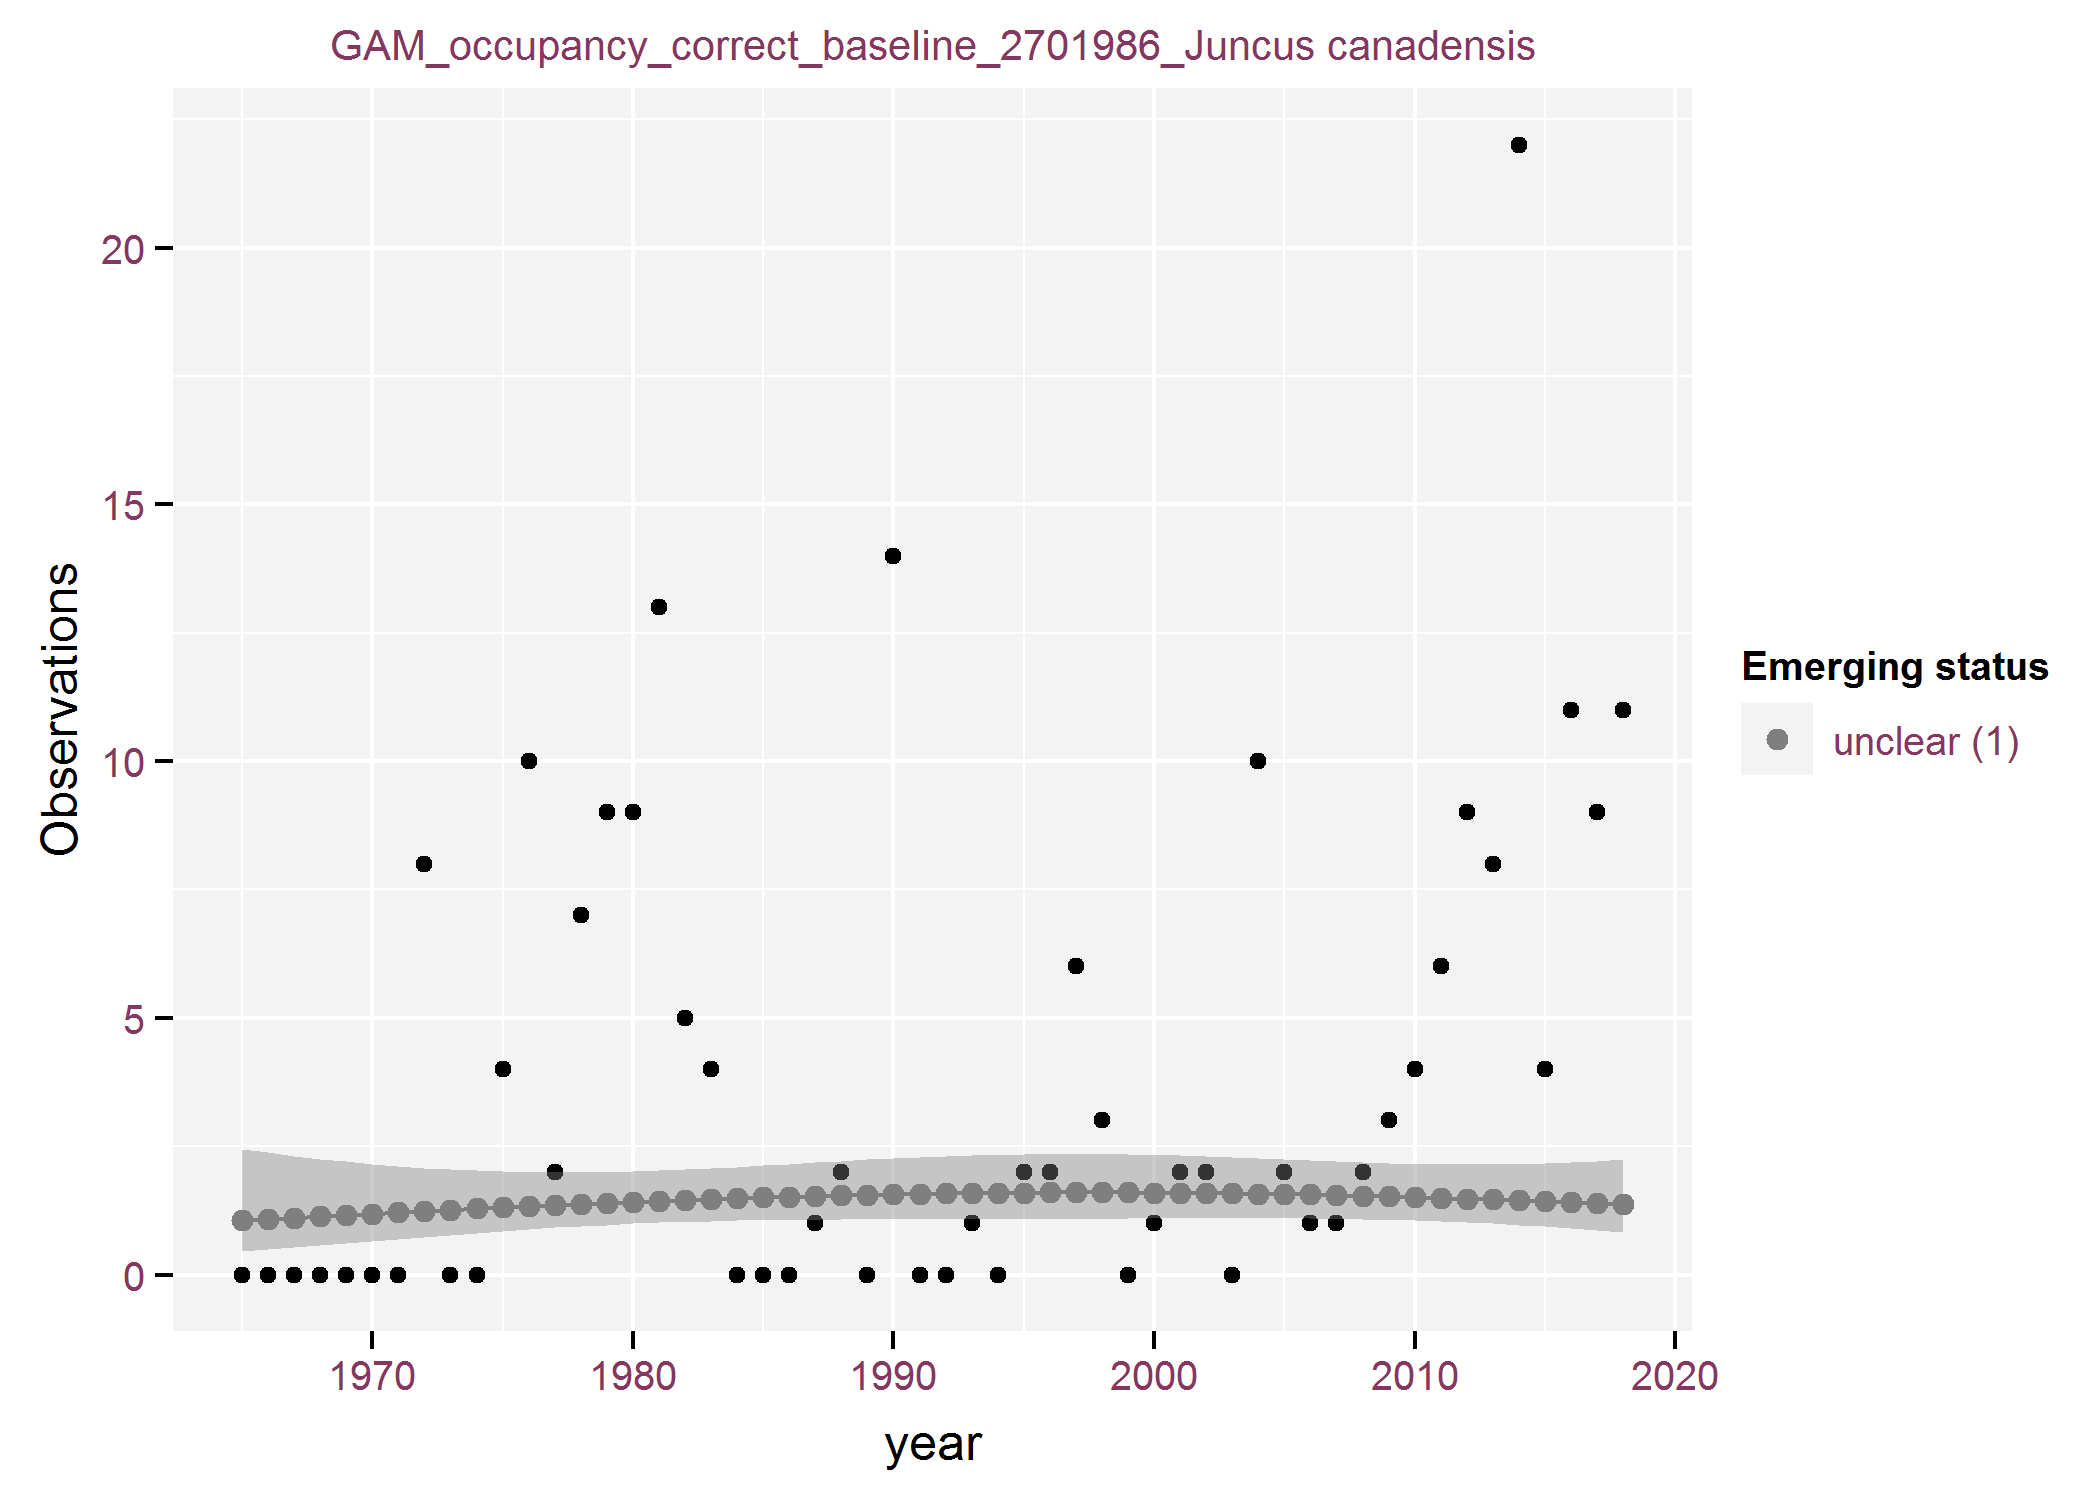 GAM_occupancy_correct_baseline_2701986_Juncus canadensis
20
15
10
5
0
Observations
1970 1980 1990 2000 2010 2020
year
Emerging status
unclear (1)